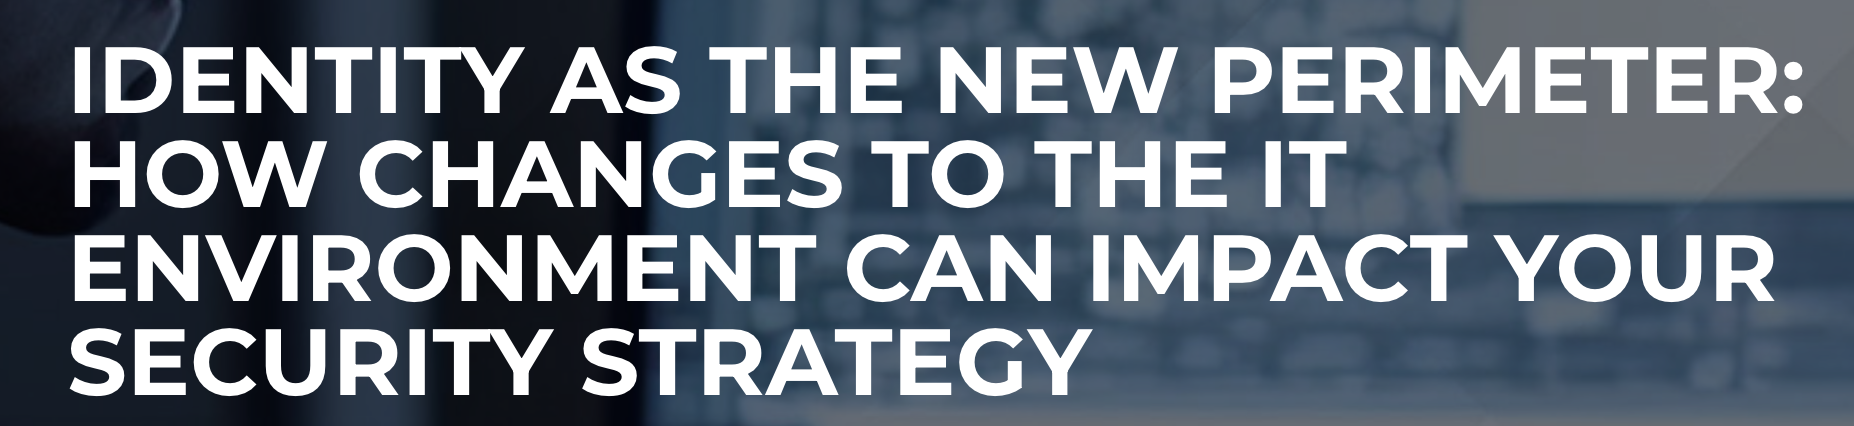 IDENTITY AS THE NEW PERIMETER:
HOW CHANGES TO THE IT
ENVIRONMENT CAN IMPACT YOUR
SECURITY STRATEGY